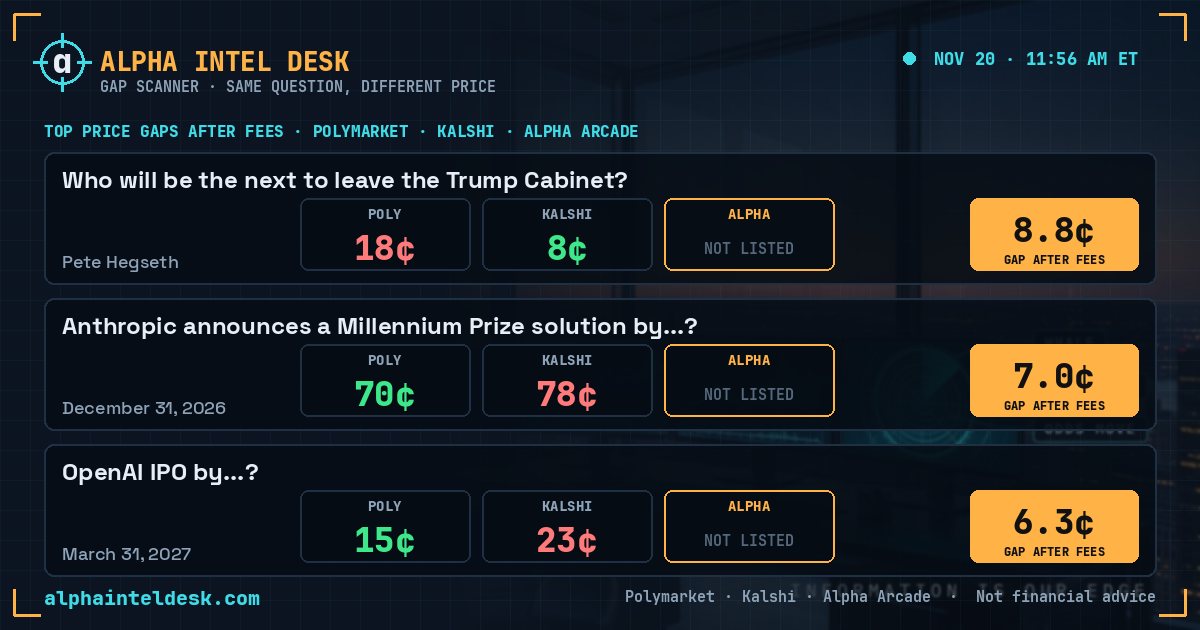 α
ALPHA INTEL DESK
GAP SCANNER · SAME QUESTION, DIFFERENT PRICE
NOV 20 · 11:56 AM ET
TOP PRICE GAPS AFTER FEES · POLYMARKET · KALSHI · ALPHA ARCADE
Who will be the next to leave the Trump Cabinet?
Pete Hegseth
POLY
18¢
KALSHI
8¢
ALPHA
NOT LISTED
8.8¢
GAP AFTER FEES
Anthropic announces a Millennium Prize solution by...?
December 31, 2026
POLY
70¢
KALSHI
78¢
ALPHA
NOT LISTED
7.0¢
GAP AFTER FEES
OpenAI IPO by...?
March 31, 2027
POLY
15¢
KALSHI
23¢
ALPHA
NOT LISTED
6.3¢
GAP AFTER FEES
INFORMATION IS OUR EDGE
alphainteldesk.com
Polymarket · Kalshi · Alpha Arcade · Not financial advice